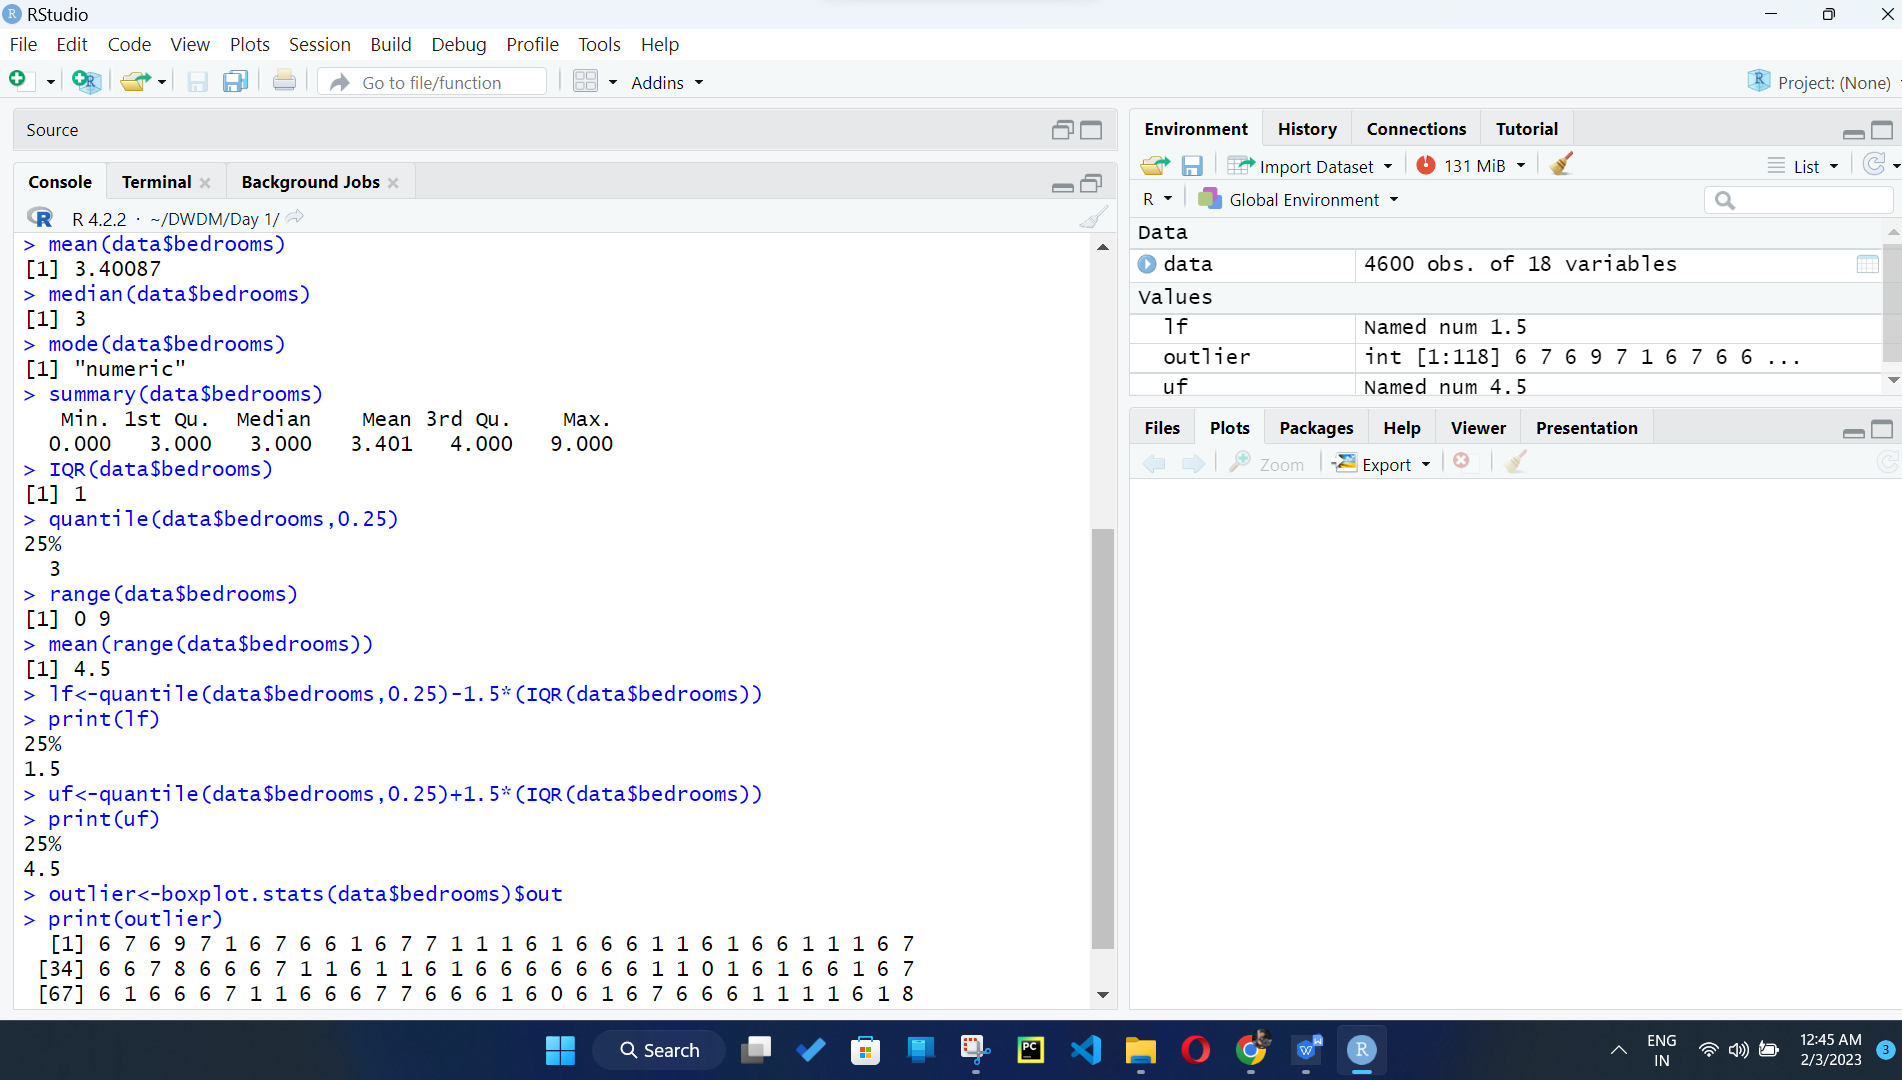 RStudio
File Edit Code View Plots Session Build Debug Profile Tools Help
Go to file/function Addins Project: (None)
Source
Console Terminal Background Jobs
R 4.2.2 · ~/DWDM/Day 1/
> mean(data$bedrooms)
[1] 3.40087
> median(data$bedrooms)
[1] 3
> mode(data$bedrooms)
[1] "numeric"
> summary(data$bedrooms)
   Min. 1st Qu.  Median    Mean 3rd Qu.    Max.
  0.000   3.000   3.000   3.401   4.000   9.000
> IQR(data$bedrooms)
[1] 1
> quantile(data$bedrooms,0.25)
25%
  3
> range(data$bedrooms)
[1] 0 9
> mean(range(data$bedrooms))
[1] 4.5
> lf<-quantile(data$bedrooms,0.25)-1.5*(IQR(data$bedrooms))
> print(lf)
25%
1.5
> uf<-quantile(data$bedrooms,0.25)+1.5*(IQR(data$bedrooms))
> print(uf)
25%
4.5
> outlier<-boxplot.stats(data$bedrooms)$out
> print(outlier)
  [1] 6 7 6 9 7 1 6 7 6 6 1 6 7 7 1 1 1 6 1 6 6 6 1 1 6 1 6 6 1 1 1 6 7
 [34] 6 6 7 8 6 6 6 7 1 1 6 1 1 6 1 6 6 6 6 6 6 1 1 0 1 6 1 6 6 1 6 7
 [67] 6 1 6 6 6 7 1 1 6 6 6 7 7 6 6 6 1 6 0 6 1 6 7 6 6 6 1 1 1 1 6 1 8
Environment History Connections Tutorial
Import Dataset 131 MiB List
R Global Environment
Data
data 4600 obs. of 18 variables
Values
lf Named num 1.5
outlier int [1:118] 6 7 6 9 7 1 6 7 6 6 ...
uf Named num 4.5
Files Plots Packages Help Viewer Presentation
Zoom Export
Search
PC
R
ENG
IN
12:45 AM
2/3/2023
3